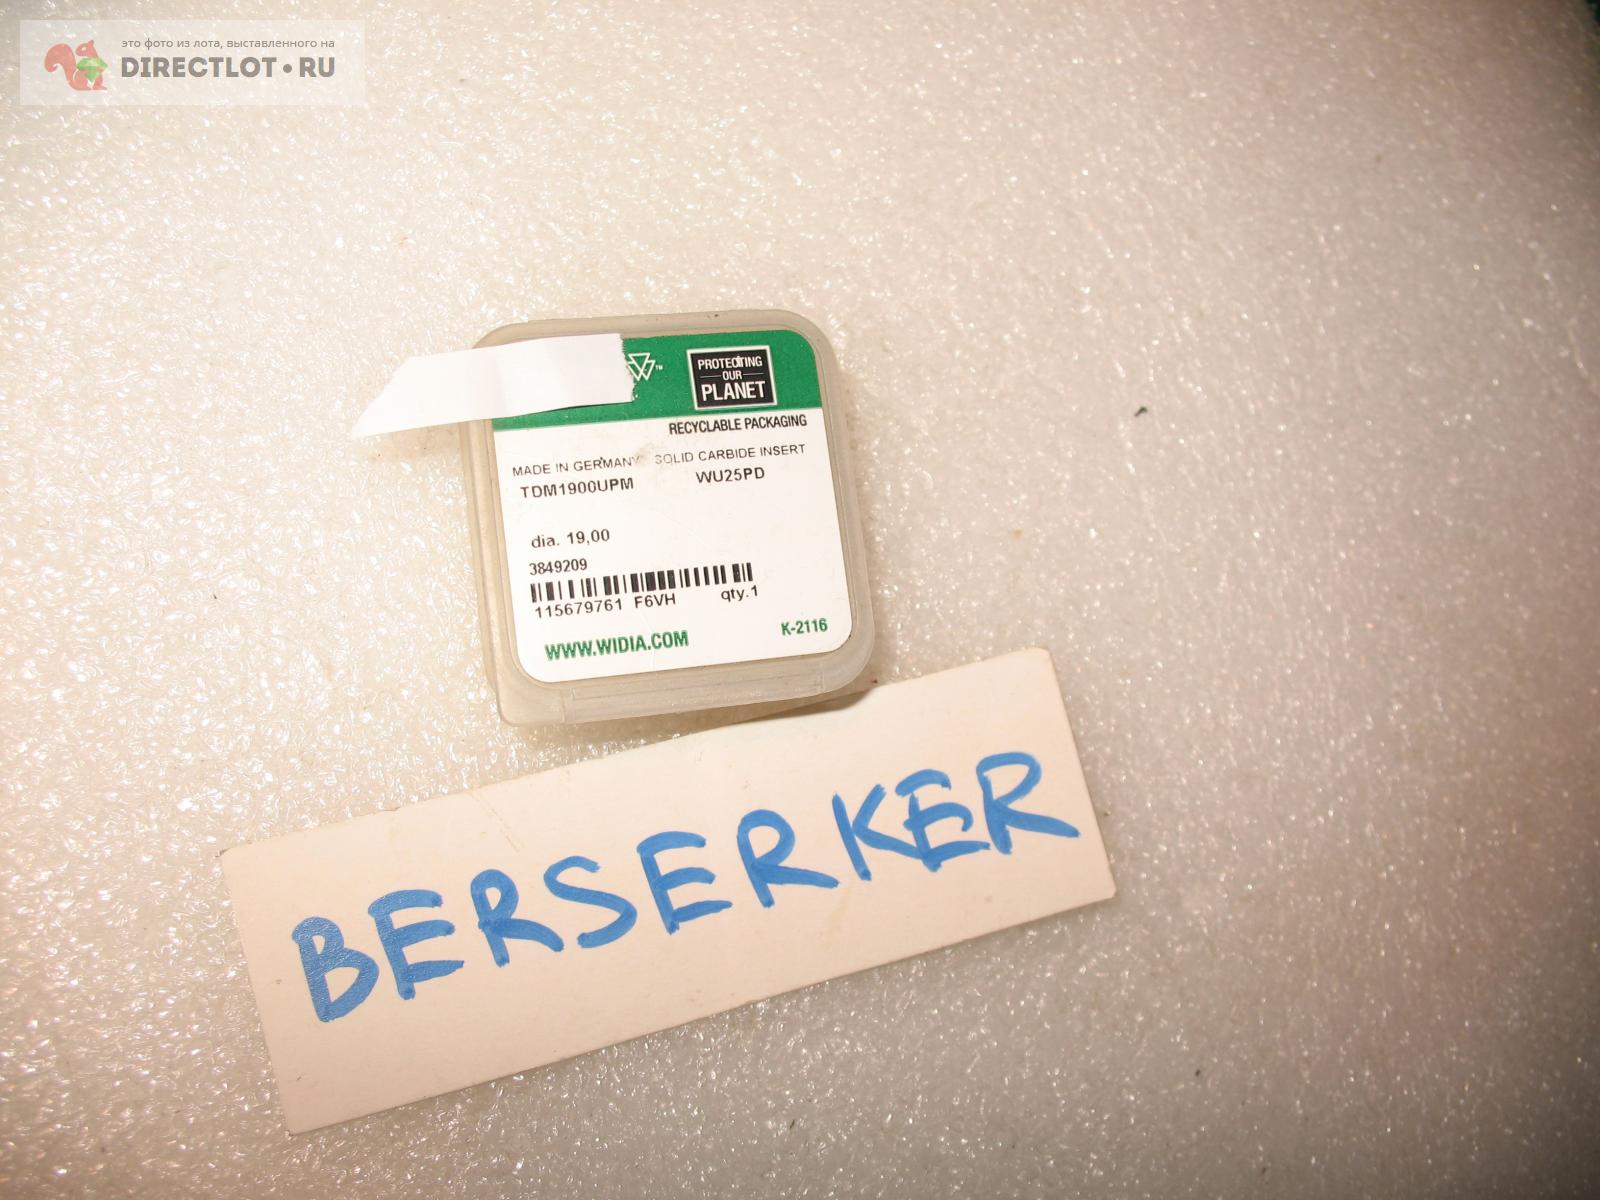 это фото из лота, выставленного на
DIRECTLOT • RU
PROTECTING
OUR
PLANET
RECYCLABLE PACKAGING
MADE IN GERMANY SOLID CARBIDE INSERT
TDM1900UPM WU25PD
dia. 19,00
3849209
115679761 F6VH qty.1
WWW.WIDIA.COM K-2116
BERSERKER